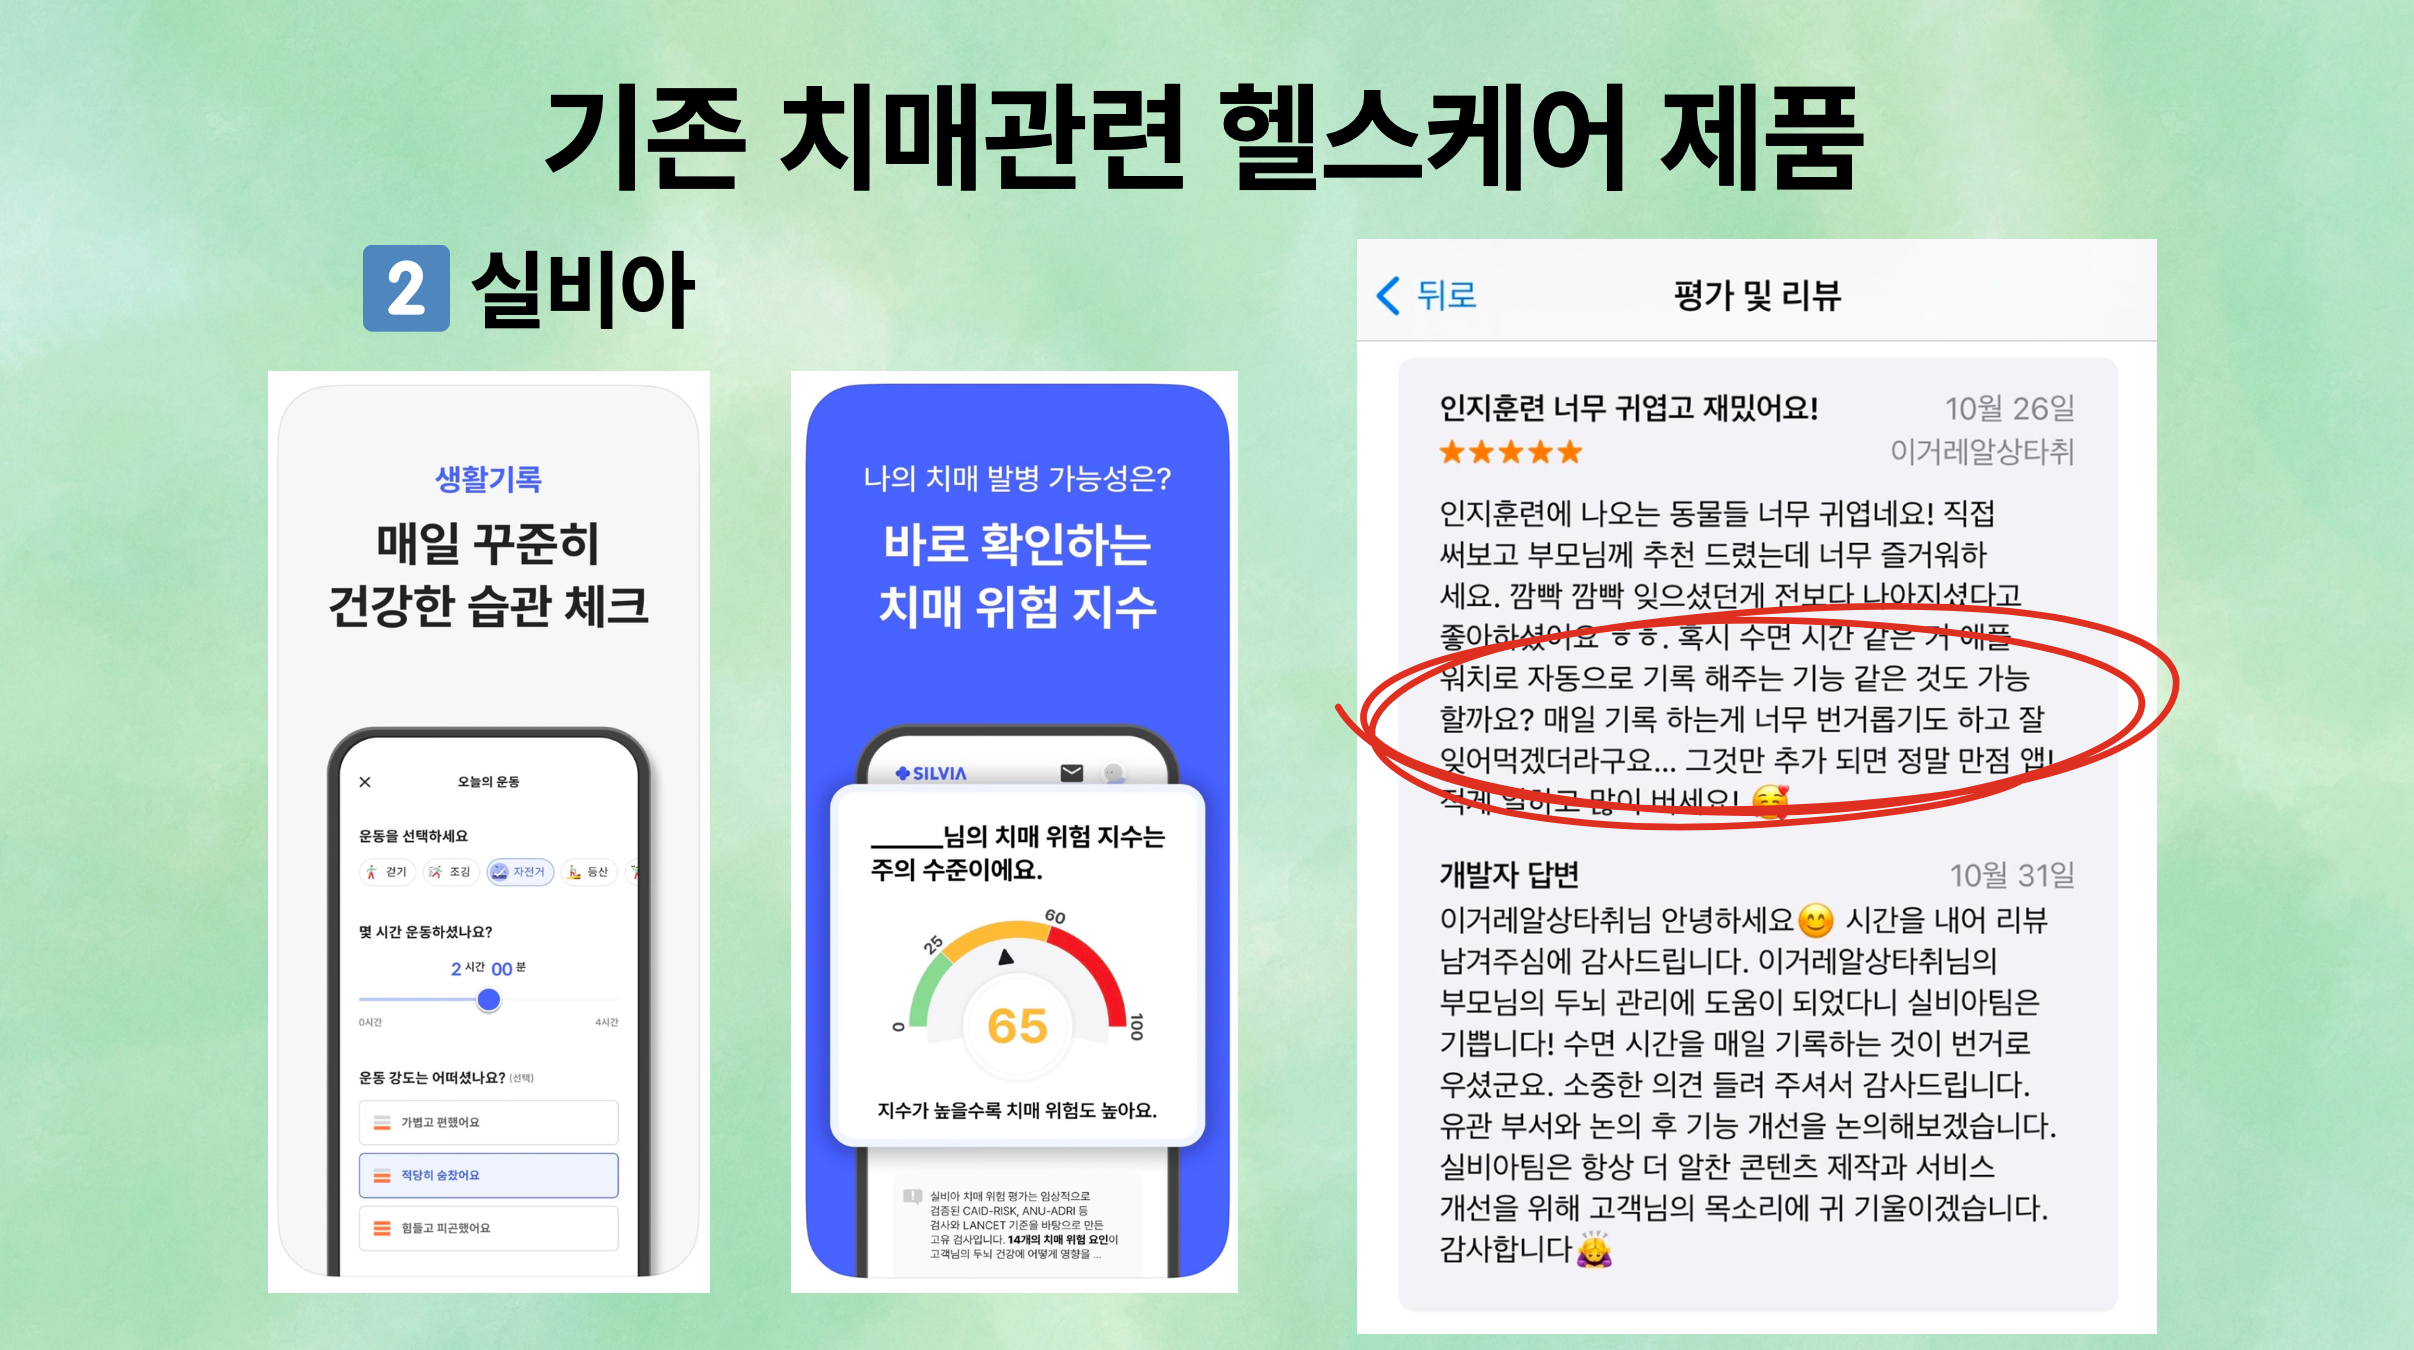 기존 치매관련 헬스케어 제품
2 실비아
생활기록
매일 꾸준히
건강한 습관 체크
오늘의 운동
운동을 선택하세요
걷기 조깅 자전거 등산
몇 시간 운동하셨나요?
2 시간 00 분
0시간 4시간
운동 강도는 어떠셨나요? (선택)
가볍고 편했어요
적당히 숨찼어요
힘들고 피곤했어요
나의 치매 발병 가능성은?
바로 확인하는
치매 위험 지수
SILVIA
______님의 치매 위험 지수는
주의 수준이에요.
0 25 60 100
65
지수가 높을수록 치매 위험도 높아요.
실비아 치매 위험 평가는 임상적으로
검증된 CAID-RISK, ANU-ADRI 등
검사와 LANCET 기준을 바탕으로 만든
고유 검사입니다. 14개의 치매 위험 요인이
고객님의 두뇌 건강에 어떻게 영향을 ...
뒤로 평가 및 리뷰
인지훈련 너무 귀엽고 재밌어요! 10월 26일
★★★★★ 이거레알상타취
인지훈련에 나오는 동물들 너무 귀엽네요! 직접
써보고 부모님께 추천 드렸는데 너무 즐거워하
세요. 깜빡 깜빡 잊으셨던게 전보다 나아지셨다고
좋아하셨어요 ㅎㅎ. 혹시 수면 시간 같은 거 애플
워치로 자동으로 기록 해주는 기능 같은 것도 가능
할까요? 매일 기록 하는게 너무 번거롭기도 하고 잘
잊어먹겠더라구요... 그것만 추가 되면 정말 만점 앱!
적게 일하고 많이 버세요! 🥰
개발자 답변 10월 31일
이거레알상타취님 안녕하세요😊 시간을 내어 리뷰
남겨주심에 감사드립니다. 이거레알상타취님의
부모님의 두뇌 관리에 도움이 되었다니 실비아팀은
기쁩니다! 수면 시간을 매일 기록하는 것이 번거로
우셨군요. 소중한 의견 들려 주셔서 감사드립니다.
유관 부서와 논의 후 기능 개선을 논의해보겠습니다.
실비아팀은 항상 더 알찬 콘텐츠 제작과 서비스
개선을 위해 고객님의 목소리에 귀 기울이겠습니다.
감사합니다🙇‍♀️